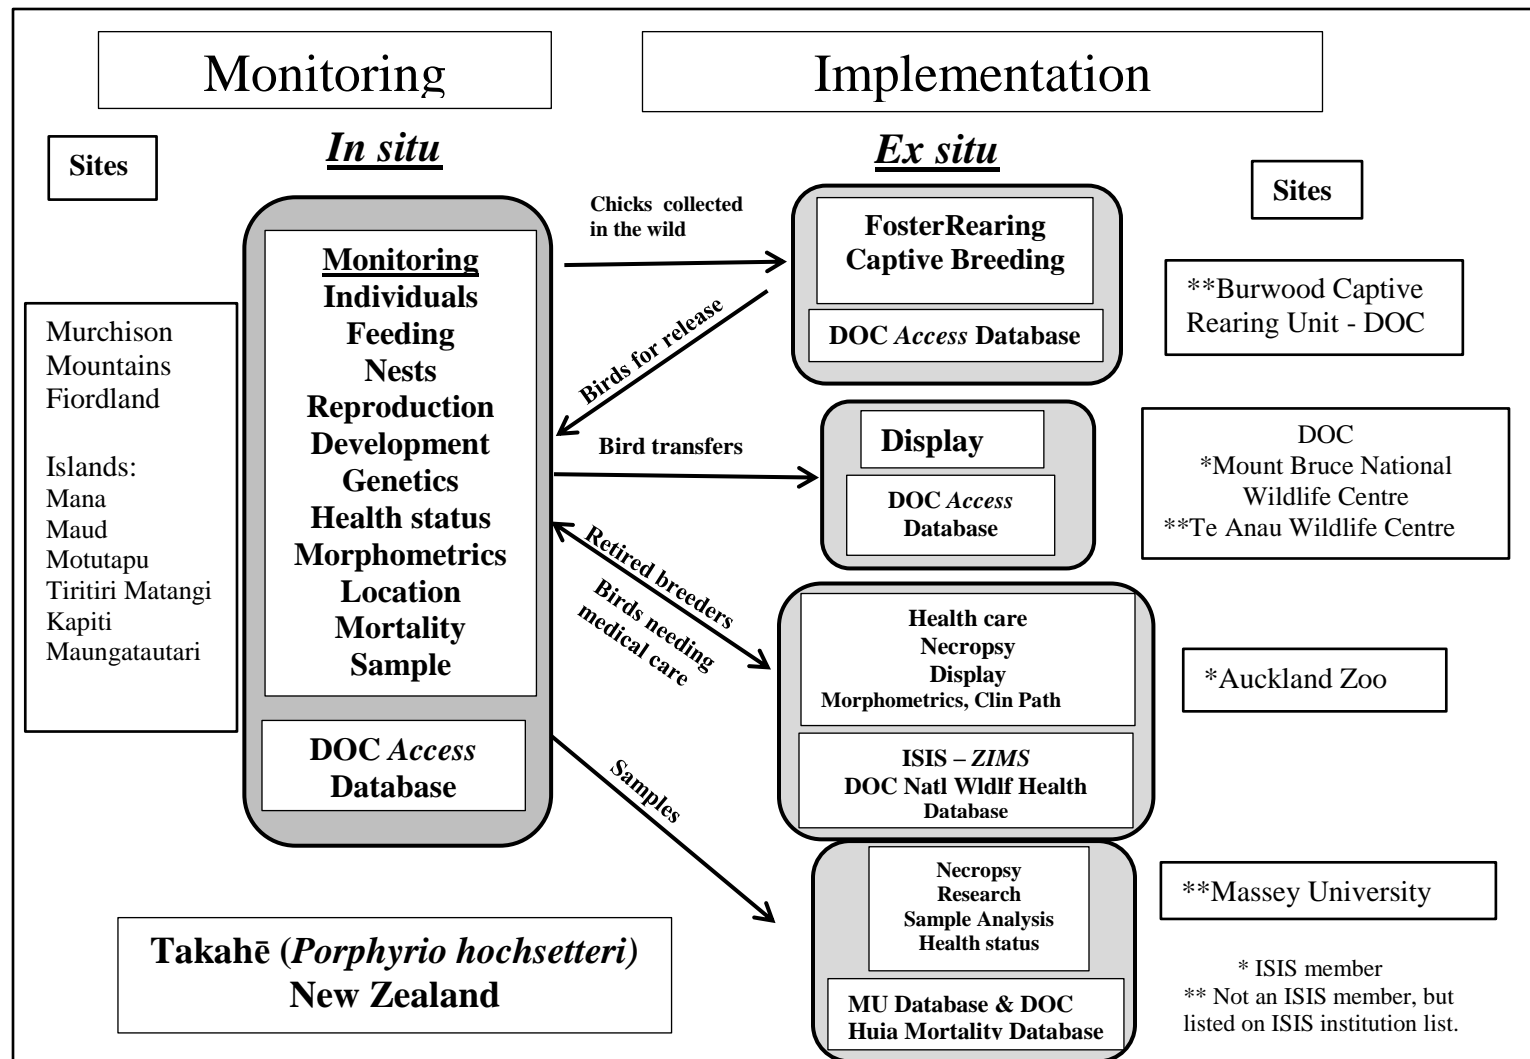 Monitoring
Implementation
Sites
In situ
Ex situ
Sites
Murchison
Mountains
Fiordland
Islands:
Mana
Maud
Motutapu
Tiritiri Matangi
Kapiti
Maungatautari
Monitoring
Individuals
Feeding
Nests
Reproduction
Development
Genetics
Health status
Morphometrics
Location
Mortality
Sample
DOC Access
Database
Chicks collected
in the wild
Birds for release
Bird transfers
Retired breeders
Birds needing
medical care
Samples
FosterRearing
Captive Breeding
DOC Access Database
**Burwood Captive
Rearing Unit - DOC
Display
DOC Access
Database
DOC
*Mount Bruce National
Wildlife Centre
**Te Anau Wildlife Centre
Health care
Necropsy
Display
Morphometrics, Clin Path
ISIS – ZIMS
DOC Natl Wldlf Health
Database
*Auckland Zoo
Necropsy
Research
Sample Analysis
Health status
MU Database & DOC
Huia Mortality Database
**Massey University
Takahē (Porphyrio hochsetteri)
New Zealand
* ISIS member
** Not an ISIS member, but
listed on ISIS institution list.